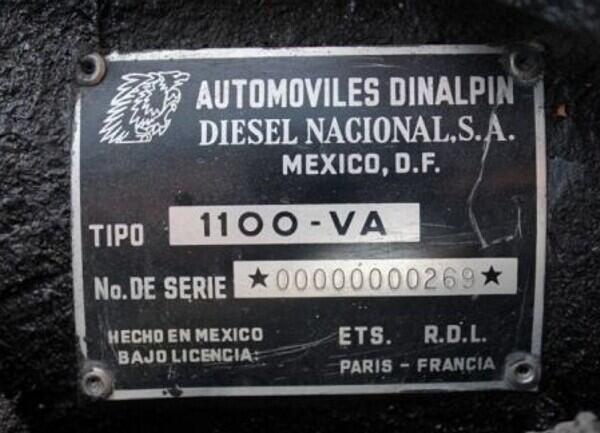 AUTOMOVILES DINALPIN
DIESEL NACIONAL, S.A.
MEXICO, D.F.
TIPO 1100-VA
No. DE SERIE ★00000000269★
HECHO EN MEXICO ETS. R.D.L.
BAJO LICENCIA: PARIS - FRANCIA